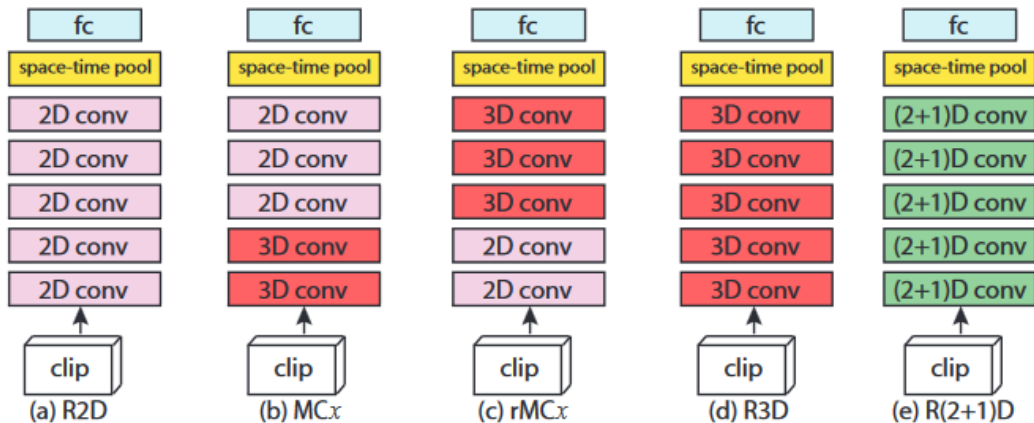 fc fc fc fc fc
space-time pool space-time pool space-time pool space-time pool space-time pool
2D conv 2D conv 3D conv 3D conv (2+1)D conv
2D conv 2D conv 3D conv 3D conv (2+1)D conv
2D conv 2D conv 3D conv 3D conv (2+1)D conv
2D conv 3D conv 2D conv 3D conv (2+1)D conv
2D conv 3D conv 2D conv 3D conv (2+1)D conv
clip clip clip clip clip
(a) R2D (b) MCx (c) rMCx (d) R3D (e) R(2+1)D